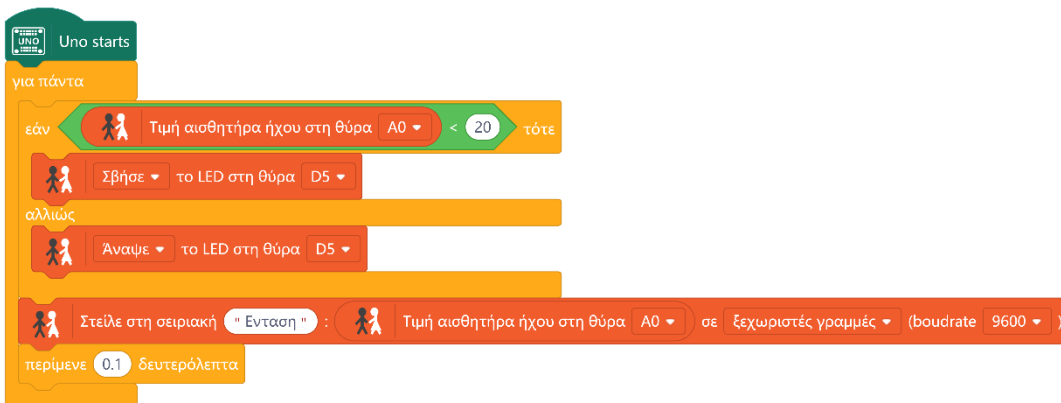 UNO Uno starts
για πάντα
εάν Τιμή αισθητήρα ήχου στη θύρα A0 < 20 τότε
Σβήσε το LED στη θύρα D5
αλλιώς
Άναψε το LED στη θύρα D5
Στείλε στη σειριακή " Ενταση " : Τιμή αισθητήρα ήχου στη θύρα A0 σε ξεχωριστές γραμμές (boudrate 9600 )
περίμενε 0.1 δευτερόλεπτα